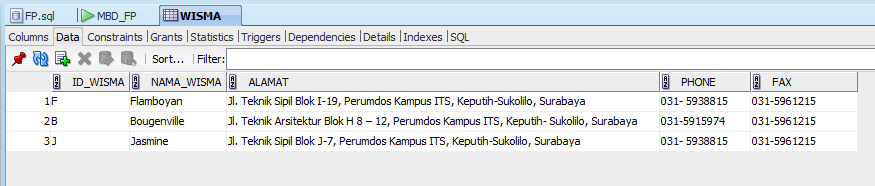 FP.sql MBD_FP WISMA
Columns Data Constraints Grants Statistics Triggers Dependencies Details Indexes SQL
Sort... Filter:
ID_WISMA NAMA_WISMA ALAMAT PHONE FAX
1 F Flamboyan Jl. Teknik Sipil Blok I-19, Perumdos Kampus ITS, Keputih-Sukolilo, Surabaya 031- 5938815 031-5961215
2 B Bougenville Jl. Teknik Arsitektur Blok H 8 – 12, Perumdos Kampus ITS, Keputih- Sukolilo, Surabaya 031-5915974 031-5961215
3 J Jasmine Jl. Teknik Sipil Blok J-7, Perumdos Kampus ITS, Keputih-Sukolilo, Surabaya 031- 5938815 031-5961215